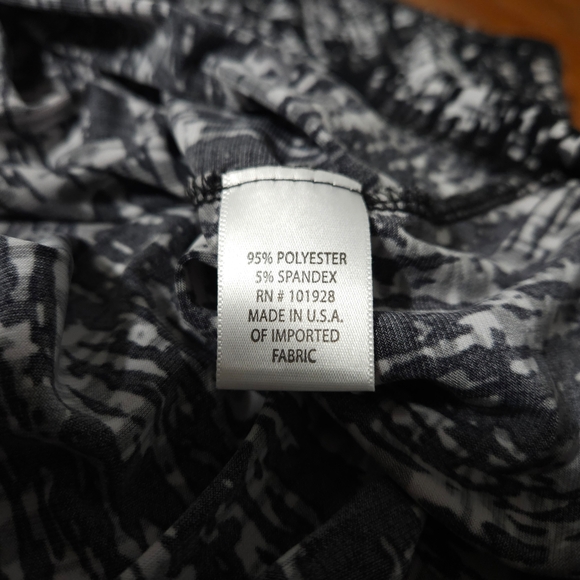 95% POLYESTER
5% SPANDEX
RN # 101928
MADE IN U.S.A.
OF IMPORTED
FABRIC